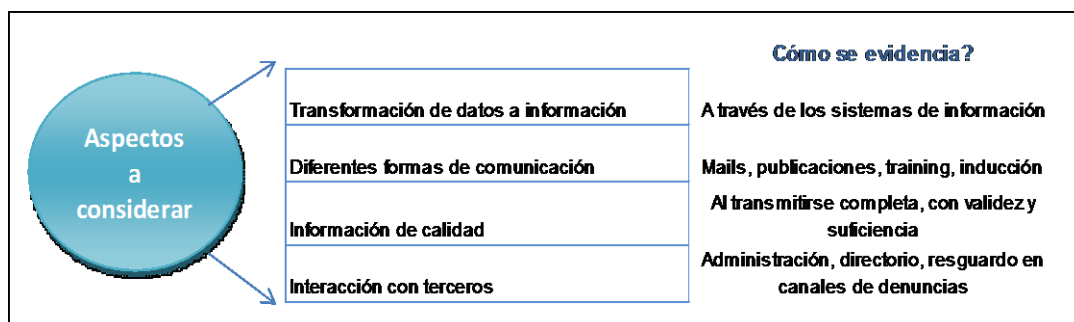 Cómo se evidencia?
Aspectos
a
considerar
Transformación de datos a información
A través de los sistemas de información
Diferentes formas de comunicación
Mails, publicaciones, training, inducción
Información de calidad
Al transmitirse completa, con validez y
suficiencia
Interacción con terceros
Administración, directorio, resguardo en
canales de denuncias